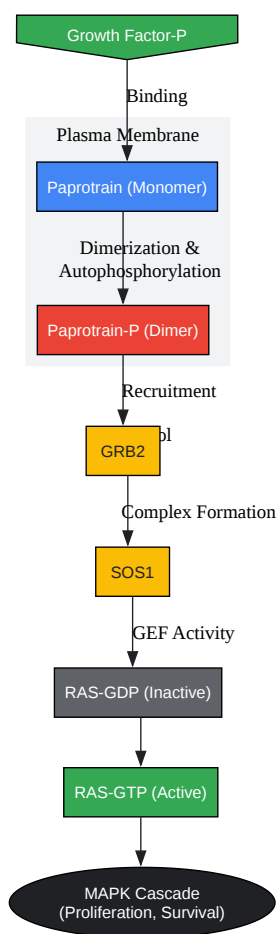 Growth Factor-P
Binding
Plasma Membrane
Paprotrain (Monomer)
Dimerization &
Autophosphorylation
Paprotrain-P (Dimer)
Recruitment
GRB2
Complex Formation
SOS1
GEF Activity
RAS-GDP (Inactive)
RAS-GTP (Active)
MAPK Cascade
(Proliferation, Survival)